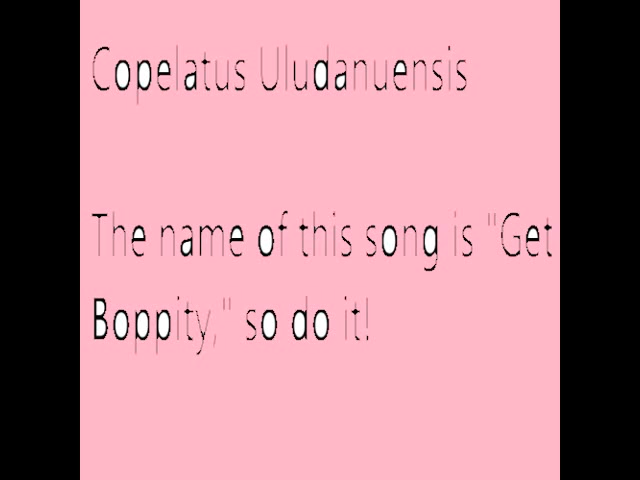 Copelatus Uludanuensis
The name of this song is "Get
Boppity," so do it!